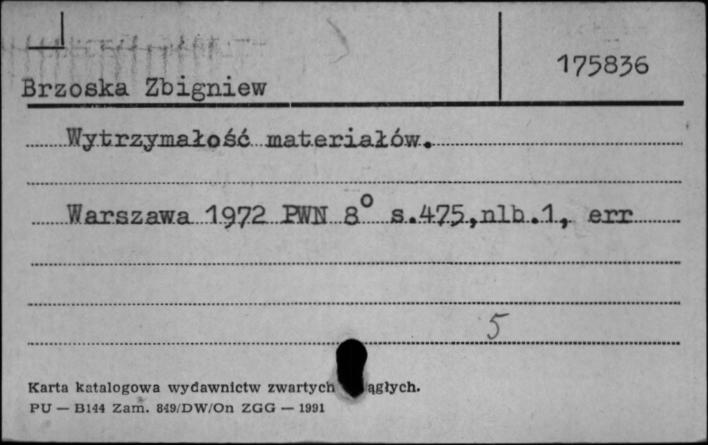 175836
Brzoska Zbigniew
Wytrzymałość materiałów.
Warszawa 1972 PWN 8° s.475,nlb.1, err
5
Karta katalogowa wydawnictw zwartych ągłych.
PU — B144 Zam. 849/DW/On ZGG — 1991